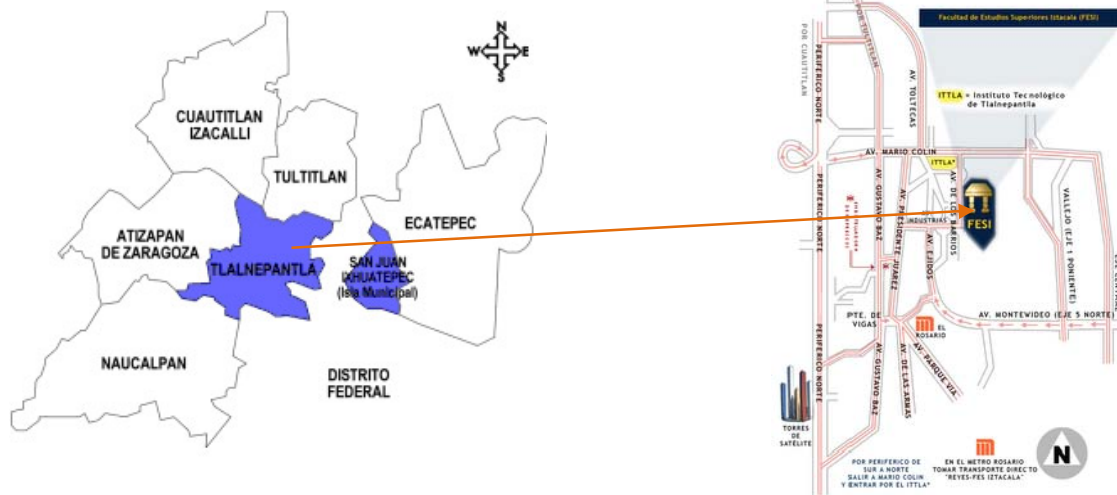 N
W E
S
CUAUTITLAN
IZACALLI
TULTITLAN
ECATEPEC
ATIZAPAN
DE ZARAGOZA
TLALNEPANTLA
SAN JUAN
IXHUATEPEC
(Isla Municipal)
NAUCALPAN
DISTRITO
FEDERAL
Facultad de Estudios Superiores Iztacala (FESI)
POR TULTITLAN
POR CUAUTITLAN
PERIFERICO NORTE
AV. TOLTECAS
ITTLA = Instituto Tecnológico
de Tlalnepantla
AV. MARIO COLIN
ITTLA*
AV. DE LOS BARRIOS
PERIFERICO NORTE
AV. GUSTAVO BAZ
AV. PRESIDENTE JUAREZ
INDUSTRIAS
FESI
AV. EJIDOS
VALLEJO (EJE 1 PONIENTE)
PTE. DE
VIGAS
EL
ROSARIO
AV. MONTEWIDEO (EJE 5 NORTE)
PERIFERICO NORTE
AV. GUSTAVO BAZ
AV. DE LAS ARMAS
AV. PARQUE VIA
TORRES
DE
SATÉLITE
POR PERIFERICO DE
SUR A NORTE
SALIR A MARIO COLIN
Y ENTRAR POR EL ITTLA*
EN EL METRO ROSARIO
TOMAR TRANSPORTE DIRECTO
"REYES-FES IZTACALA"
N